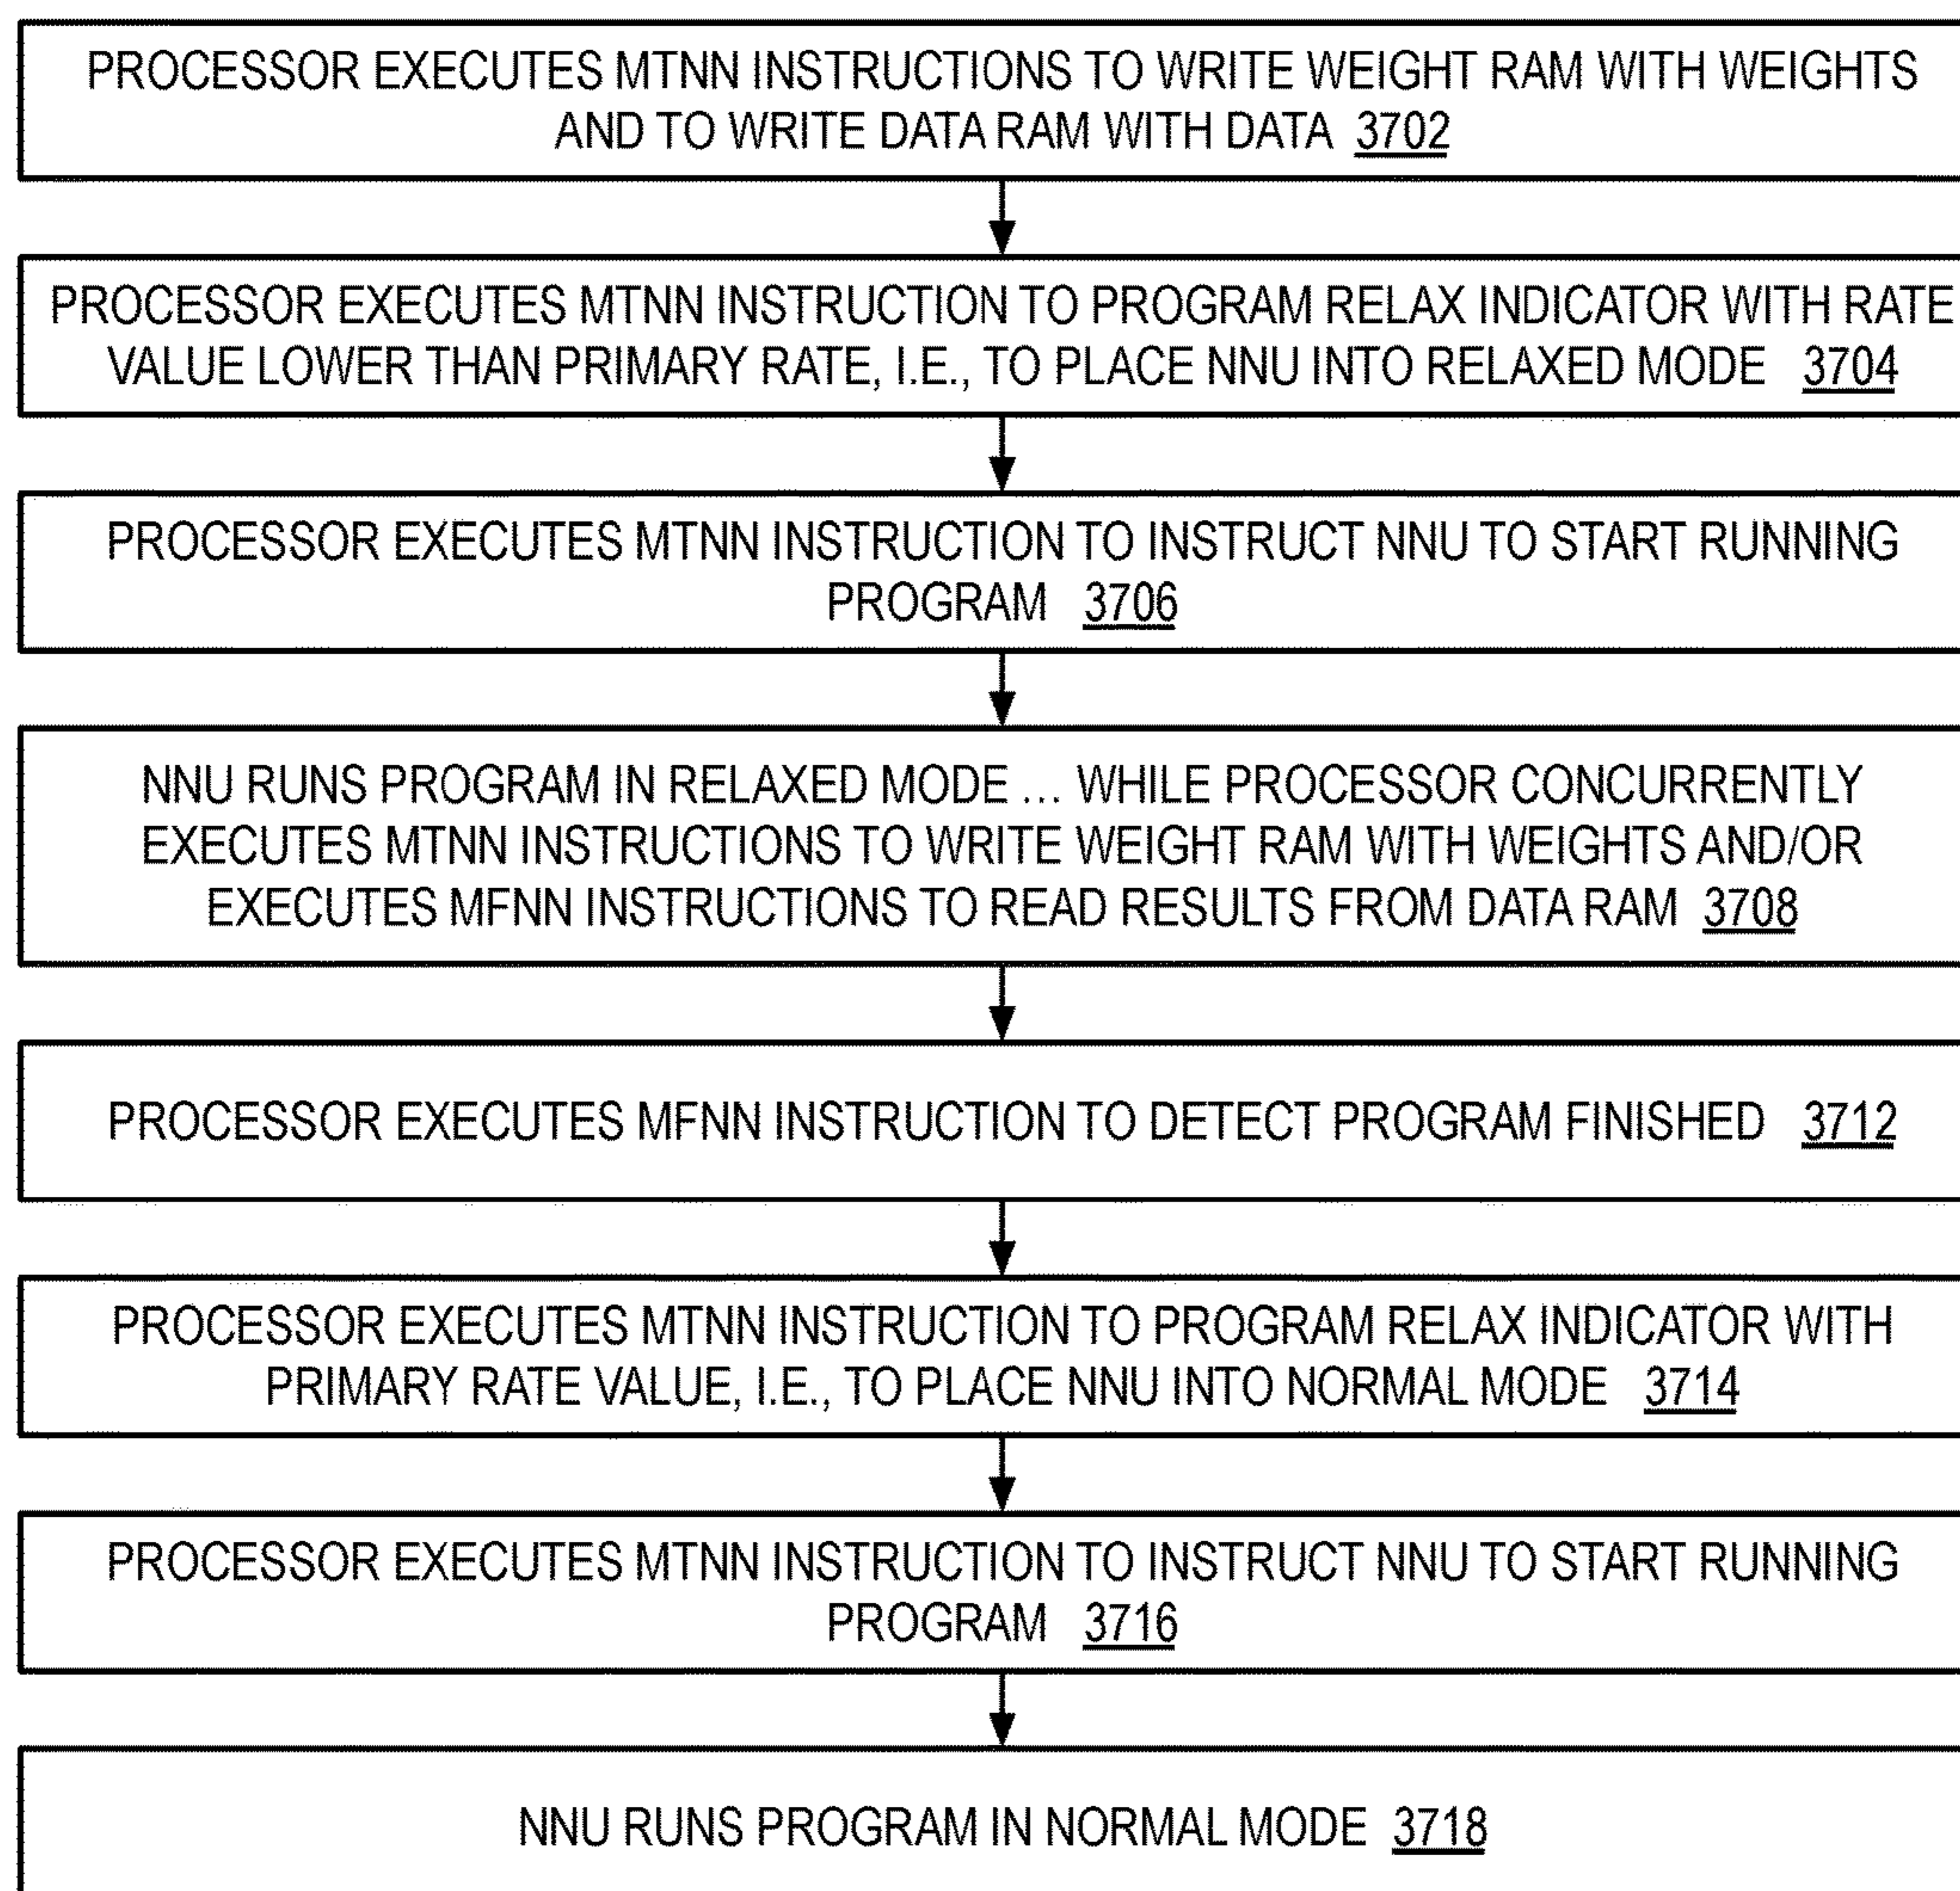 PROCESSOR EXECUTES MTNN INSTRUCTIONS TO WRITE WEIGHT RAM WITH WEIGHTS
AND TO WRITE DATA RAM WITH DATA 3702
PROCESSOR EXECUTES MTNN INSTRUCTION TO PROGRAM RELAX INDICATOR WITH RATE
VALUE LOWER THAN PRIMARY RATE, I.E., TO PLACE NNU INTO RELAXED MODE 3704
PROCESSOR EXECUTES MTNN INSTRUCTION TO INSTRUCT NNU TO START RUNNING
PROGRAM 3706
NNU RUNS PROGRAM IN RELAXED MODE ... WHILE PROCESSOR CONCURRENTLY
EXECUTES MTNN INSTRUCTIONS TO WRITE WEIGHT RAM WITH WEIGHTS AND/OR
EXECUTES MFNN INSTRUCTIONS TO READ RESULTS FROM DATA RAM 3708
PROCESSOR EXECUTES MFNN INSTRUCTION TO DETECT PROGRAM FINISHED 3712
PROCESSOR EXECUTES MTNN INSTRUCTION TO PROGRAM RELAX INDICATOR WITH
PRIMARY RATE VALUE, I.E., TO PLACE NNU INTO NORMAL MODE 3714
PROCESSOR EXECUTES MTNN INSTRUCTION TO INSTRUCT NNU TO START RUNNING
PROGRAM 3716
NNU RUNS PROGRAM IN NORMAL MODE 3718